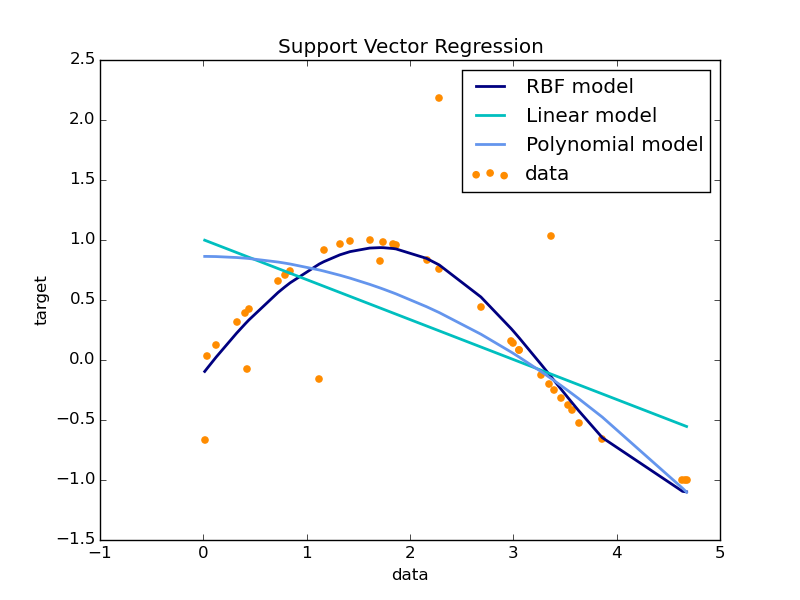 Support Vector Regression
RBF model
Linear model
Polynomial model
data
2.5
2.0
1.5
1.0
0.5
0.0
−0.5
−1.0
−1.5
target
−1
0
1
2
3
4
5
data